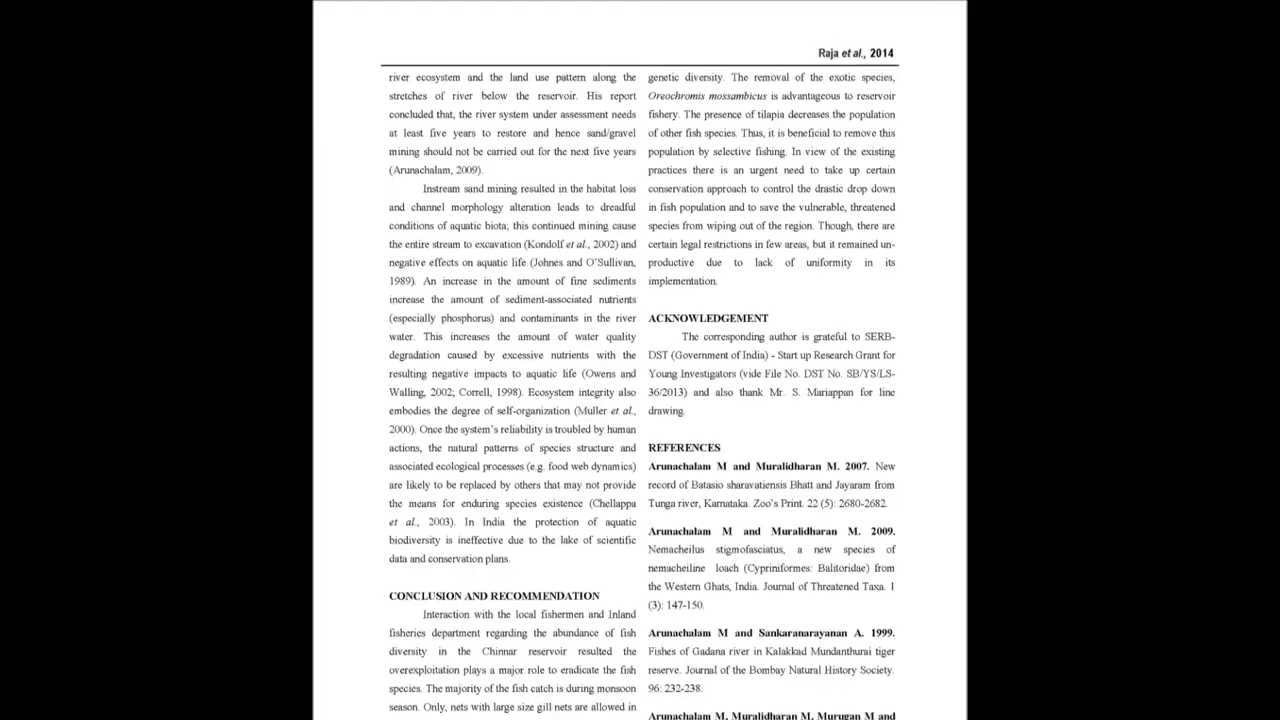 Raja et al., 2014
river ecosystem and the land use pattern along the
stretches of river below the reservoir. His report
concluded that, the river system under assessment needs
at least five years to restore and hence sand/gravel
mining should not be carried out for the next five years
(Arunachalam, 2009).
Instream sand mining resulted in the habitat loss
and channel morphology alteration leads to dreadful
conditions of aquatic biota; this continued mining cause
the entire stream to excavation (Kondolf et al., 2002) and
negative effects on aquatic life (Johnes and O'Sullivan,
1989). An increase in the amount of fine sediments
increase the amount of sediment-associated nutrients
(especially phosphorus) and contaminants in the river
water. This increases the amount of water quality
degradation caused by excessive nutrients with the
resulting negative impacts to aquatic life (Owens and
Walling, 2002; Correll, 1998). Ecosystem integrity also
embodies the degree of self-organization (Muller et al.,
2000). Once the system's reliability is troubled by human
actions, the natural patterns of species structure and
associated ecological processes (e.g. food web dynamics)
are likely to be replaced by others that may not provide
the means for enduring species existence (Chellappa
et al., 2003). In India the protection of aquatic
biodiversity is ineffective due to the lake of scientific
data and conservation plans.
CONCLUSION AND RECOMMENDATION
Interaction with the local fishermen and Inland
fisheries department regarding the abundance of fish
diversity in the Chinnar reservoir resulted the
overexploitation plays a major role to eradicate the fish
species. The majority of the fish catch is during monsoon
season. Only, nets with large size gill nets are allowed in
genetic diversity. The removal of the exotic species,
Oreochromis mossambicus is advantageous to reservoir
fishery. The presence of tilapia decreases the population
of other fish species. Thus, it is beneficial to remove this
population by selective fishing. In view of the existing
practices there is an urgent need to take up certain
conservation approach to control the drastic drop down
in fish population and to save the vulnerable, threatened
species from wiping out of the region. Though, there are
certain legal restrictions in few areas, but it remained un-
productive due to lack of uniformity in its
implementation.
ACKNOWLEDGEMENT
The corresponding author is grateful to SERB-
DST (Government of India) - Start up Research Grant for
Young Investigators (vide File No. DST No. SB/YS/LS-
36/2013) and also thank Mr. S. Mariappan for line
drawing.
REFERENCES
Arunachalam M and Muralidharan M. 2007. New
record of Batasio sharavatiensis Bhatt and Jayaram from
Tunga river, Karnataka. Zoo's Print. 22 (5): 2680-2682.
Arunachalam M and Muralidharan M. 2009.
Nemacheilus stigmofasciatus, a new species of
nemacheiline loach (Cypriniformes: Balitoridae) from
the Western Ghats, India. Journal of Threatened Taxa. 1
(3): 147-150.
Arunachalam M and Sankaranarayanan A. 1999.
Fishes of Gadana river in Kalakkad Mundanthurai tiger
reserve. Journal of the Bombay Natural History Society.
96: 232-238.
Arunachalam M, Muralidharan M, Murugan M and